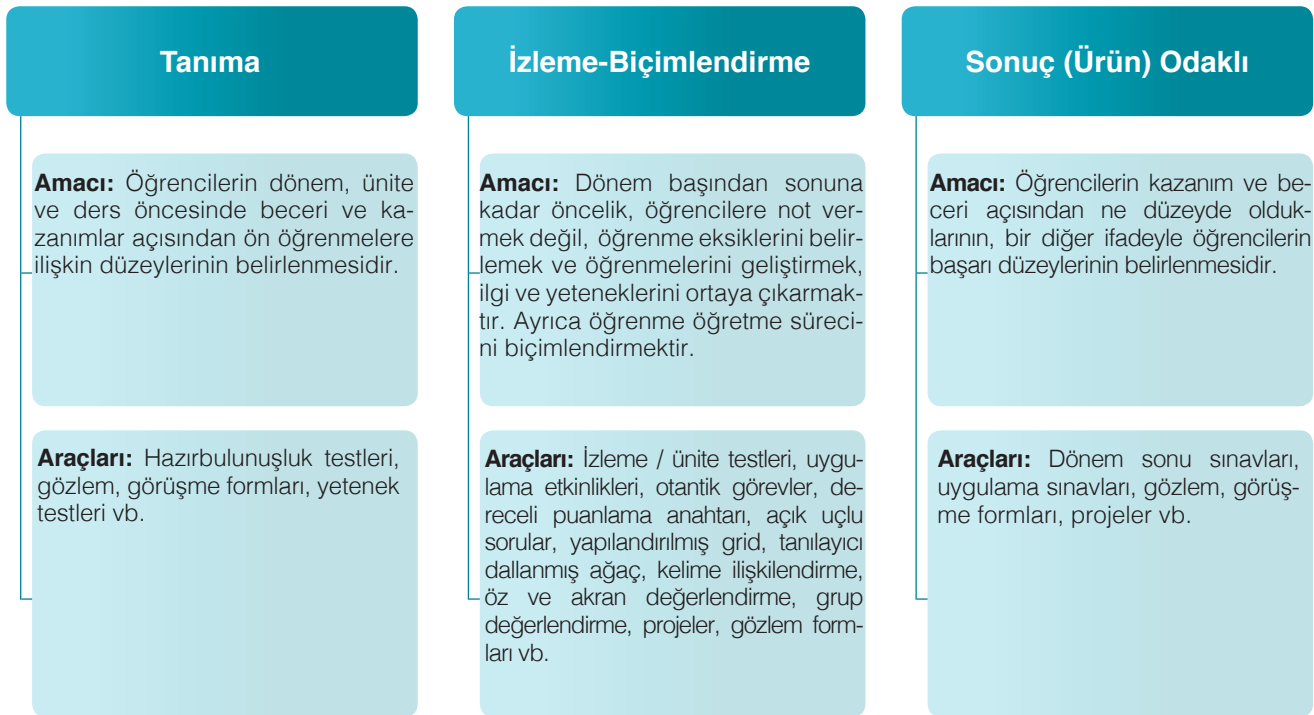 Tanıma
Amacı: Öğrencilerin dönem, ünite
ve ders öncesinde beceri ve ka-
zanımlar açısından ön öğrenmelere
ilişkin düzeylerinin belirlenmesidir.
Araçları: Hazırbulunuşluk testleri,
gözlem, görüşme formları, yetenek
testleri vb.
İzleme-Biçimlendirme
Amacı: Dönem başından sonuna
kadar öncelik, öğrencilere not ver-
mek değil, öğrenme eksiklerini belir-
lemek ve öğrenmelerini geliştirmek,
ilgi ve yeteneklerini ortaya çıkarmak-
tır. Ayrıca öğrenme öğretme süreci-
ni biçimlendirmektir.
Araçları: İzleme / ünite testleri, uygu-
lama etkinlikleri, otantik görevler, de-
receli puanlama anahtarı, açık uçlu
sorular, yapılandırılmış grid, tanılayıcı
dallanmış ağaç, kelime ilişkilendirme,
öz ve akran değerlendirme, grup
değerlendirme, projeler, gözlem form-
ları vb.
Sonuç (Ürün) Odaklı
Amacı: Öğrencilerin kazanım ve be-
ceri açısından ne düzeyde olduk-
larının, bir diğer ifadeyle öğrencilerin
başarı düzeylerinin belirlenmesidir.
Araçları: Dönem sonu sınavları,
uygulama sınavları, gözlem, görüş-
me formları, projeler vb.